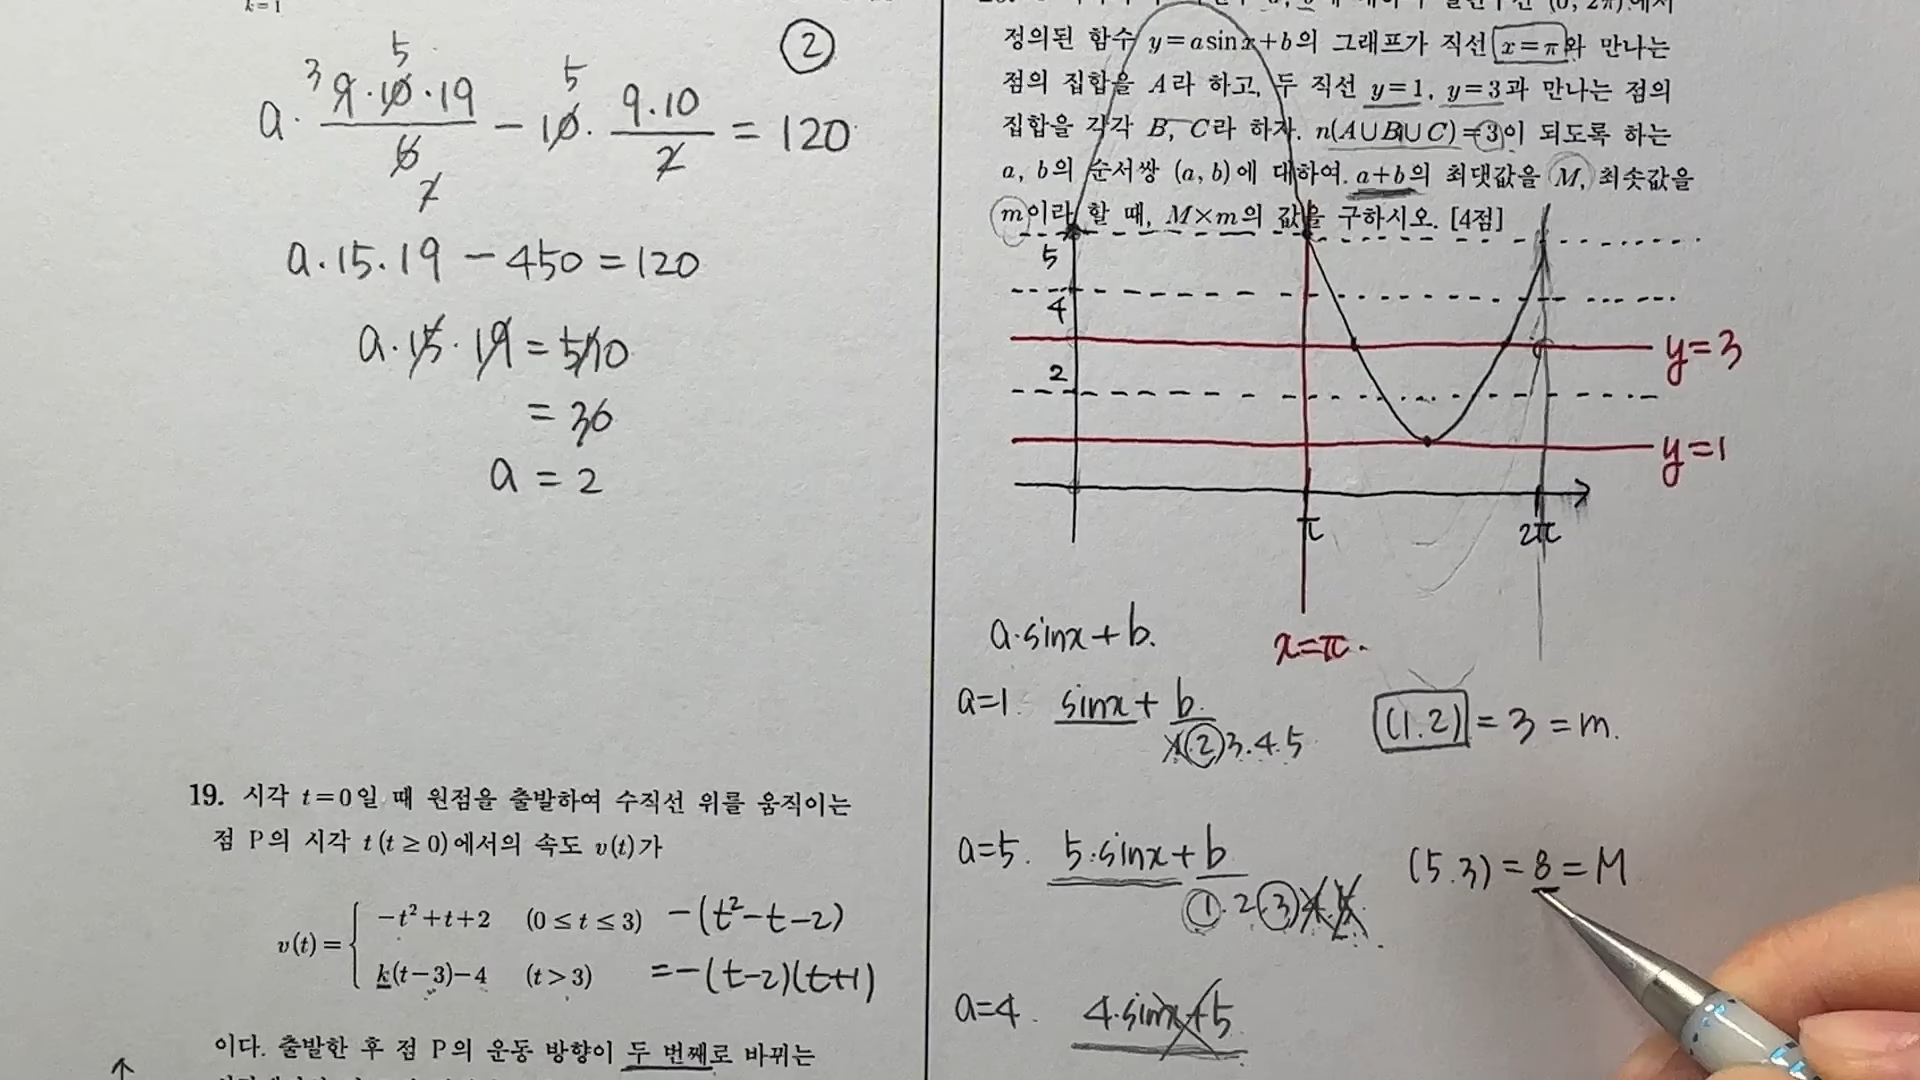 k=1
②
a · 3 9 · 5 10 · 19 / 6 2 − 5 10 · 9.10 / 2 = 120
a.15.19 − 450 = 120
a.15.19 = 570
= 30
a = 2
19. 시각 t=0일 때 원점을 출발하여 수직선 위를 움직이는
점 P의 시각 t(t≥0)에서의 속도 v(t)가
v(t)= { −t²+t+2 (0≤t≤3) −(t²−t−2)
k(t−3)−4 (t>3) =−(t−2)(t+1)
이다. 출발한 후 점 P의 운동 방향이 두 번째로 바뀌는
정의된 함수 y=asinx+b의 그래프가 직선 x=π와 만나는
점의 집합을 A라 하고, 두 직선 y=1, y=3과 만나는 점의
집합을 각각 B, C라 하자. n(A∪B∪C)=3이 되도록 하는
a, b의 순서쌍 (a, b)에 대하여 a+b의 최댓값을 M, 최솟값을
m이라 할 때, M×m의 값을 구하시오. [4점]
5
4
y=3
2
y=1
π
2π
x=π.
a.sinx+b.
a=1. sinx+b.
1 ② 3.4.5
(1.2) = 3 = m.
a=5. 5.sinx+b
①.2 ③ 4.5
(5.3) = 8 = M
a=4. 4.sinx+5